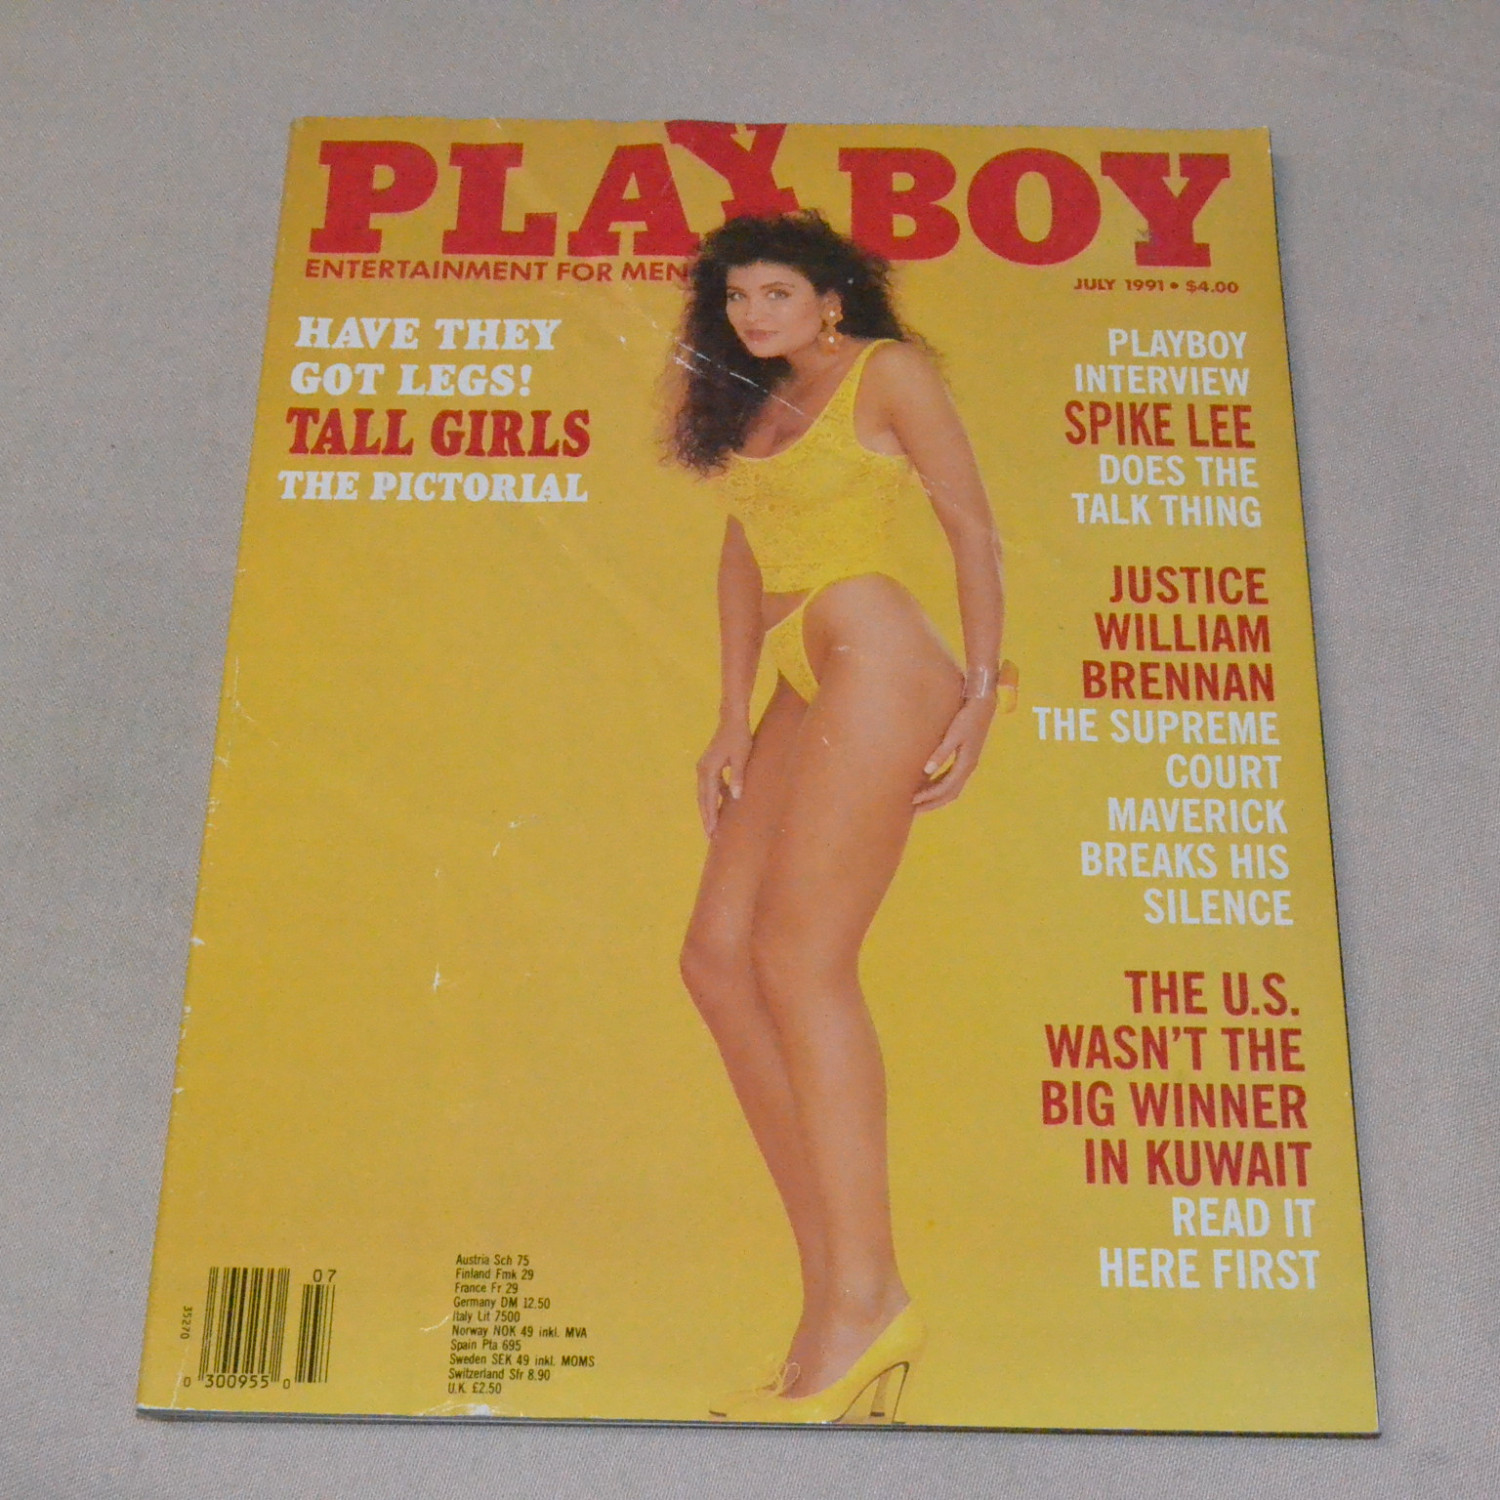 PLAYBOY
ENTERTAINMENT FOR MEN
JULY 1991 • $4.00
HAVE THEY
GOT LEGS!
TALL GIRLS
THE PICTORIAL
PLAYBOY
INTERVIEW
SPIKE LEE
DOES THE
TALK THING
JUSTICE
WILLIAM
BRENNAN
THE SUPREME
COURT
MAVERICK
BREAKS HIS
SILENCE
THE U.S.
WASN'T THE
BIG WINNER
IN KUWAIT
READ IT
HERE FIRST
Austria Sch 75
Finland Fmk 29
France Fr 29
Germany DM 12.50
Italy Lit 7500
Norway NOK 49 inkl. MVA
Spain Pta 695
Sweden SEK 49 inkl. MOMS
Switzerland Sfr 8.90
U.K. £2.50
07
35270
0 300955 0